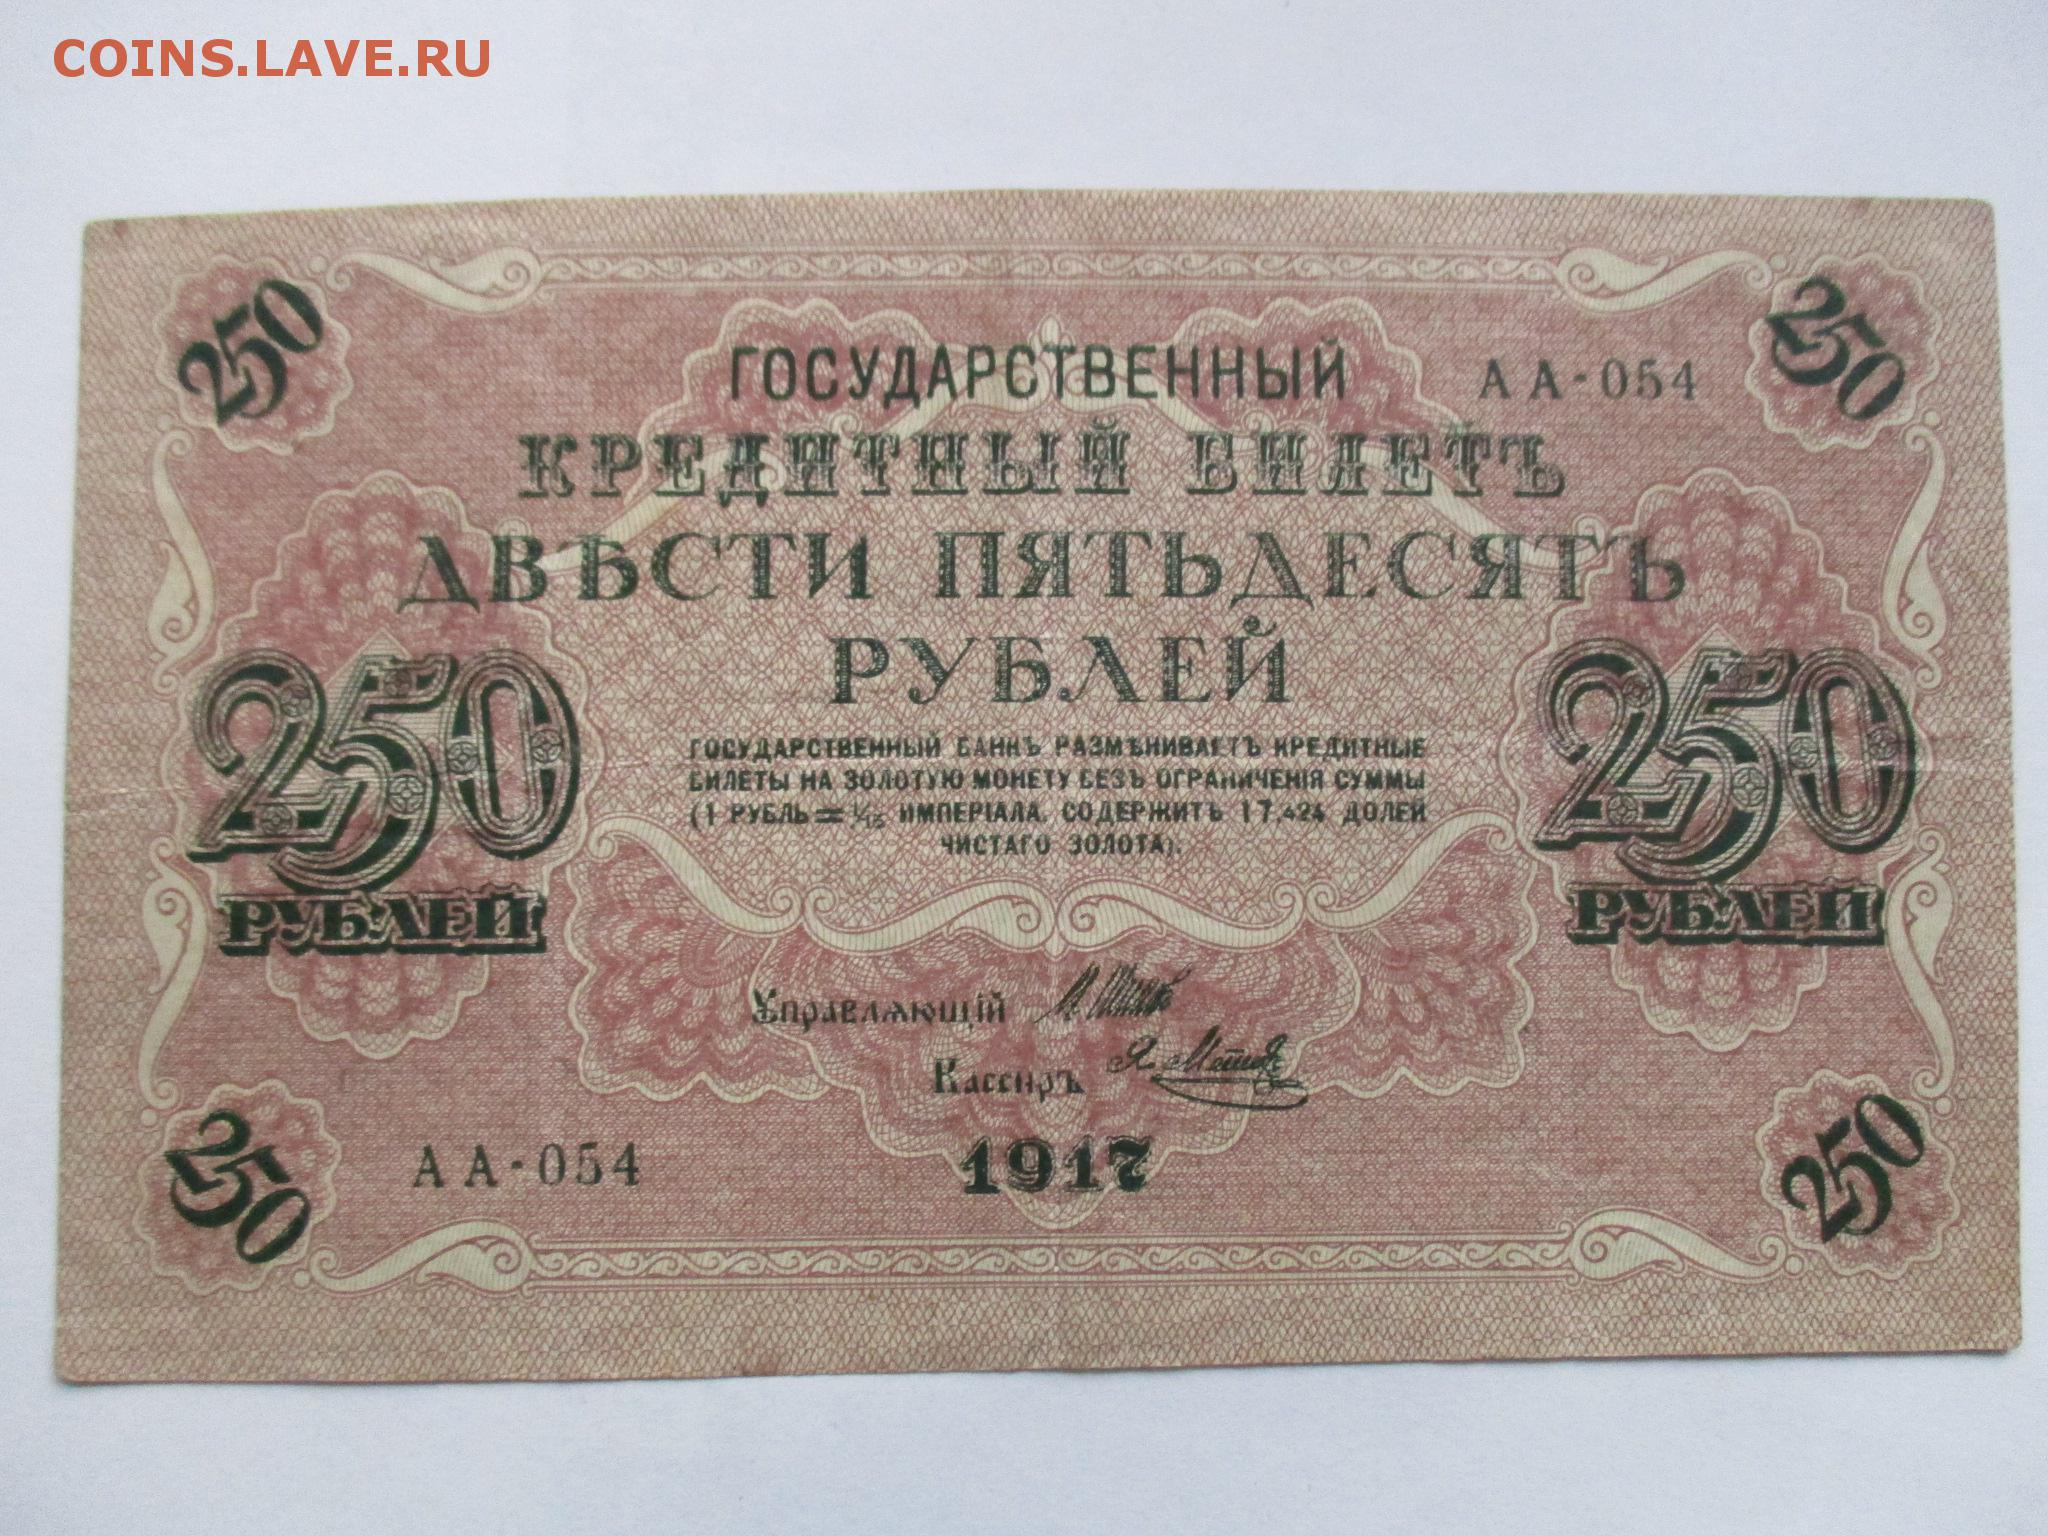 COINS.LAVE.RU
250 250
ГОСУДАРСТВЕННЫЙ АА-054
КРЕДИТНЫЙ БИЛЕТЪ
ДВѢСТИ ПЯТЬДЕСЯТЪ
РУБЛЕЙ
250 РУБЛЕЙ
250 РУБЛЕЙ
ГОСУДАРСТВЕННЫЙ БАНКЪ РАЗМѢНИВАЕТЪ КРЕДИТНЫЕ
БИЛЕТЫ НА ЗОЛОТУЮ МОНЕТУ БЕЗЪ ОГРАНИЧЕНІЯ СУММЫ
(1 РУБЛЬ = 1/15 ИМПЕРІАЛА, СОДЕРЖИТЪ 17,424 ДОЛЕЙ
ЧИСТАГО ЗОЛОТА).
Управляющій
Кассиръ
АА-054 1917
250 250